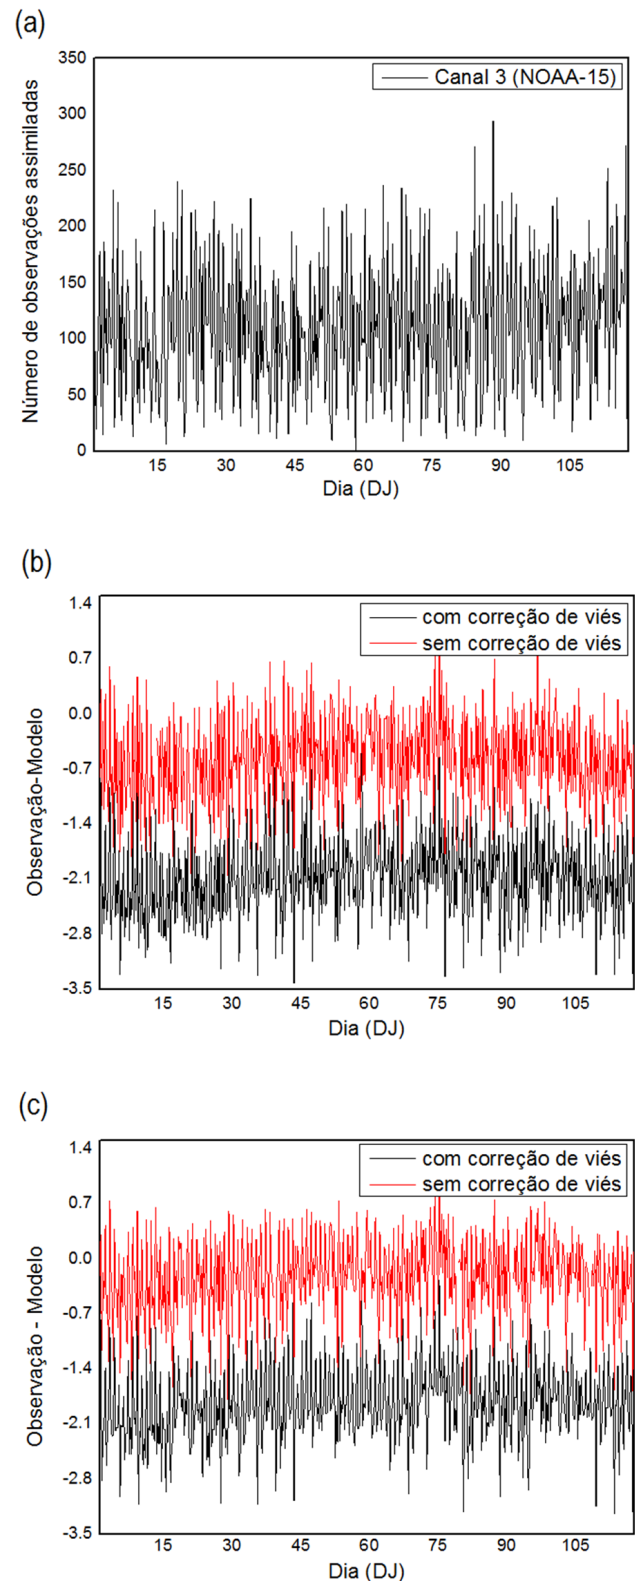 (a)
Número de observações assimiladas
350
300
250
200
150
100
50
0
Canal 3 (NOAA-15)
15 30 45 60 75 90 105
Dia (DJ)
(b)
Observação-Modelo
1.4
0.7
0.0
-0.7
-1.4
-2.1
-2.8
-3.5
com correção de viés
sem correção de viés
15 30 45 60 75 90 105
Dia (DJ)
(c)
Observação - Modelo
1.4
0.7
0.0
-0.7
-1.4
-2.1
-2.8
-3.5
com correção de viés
sem correção de viés
15 30 45 60 75 90 105
Dia (DJ)